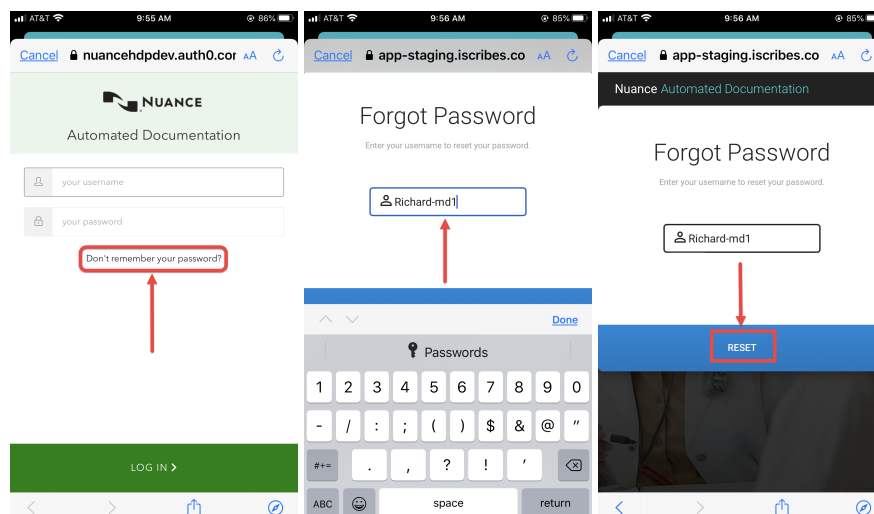 AT&T 9:55 AM 86%
Cancel nuancehdpdev.auth0.cor AA
NUANCE
Automated Documentation
your username
your password
Don't remember your password?
LOG IN
AT&T 9:56 AM 85%
Cancel app-staging.iscribes.co AA
Forgot Password
Enter your username to reset your password.
Richard-md1
Done
Passwords
1 2 3 4 5 6 7 8 9 0
- / : ; ( ) $ & @ "
#+= . , ? ! '
ABC space return
AT&T 9:56 AM 85%
Cancel app-staging.iscribes.co AA
Nuance Automated Documentation
Forgot Password
Enter your username to reset your password.
Richard-md1
RESET